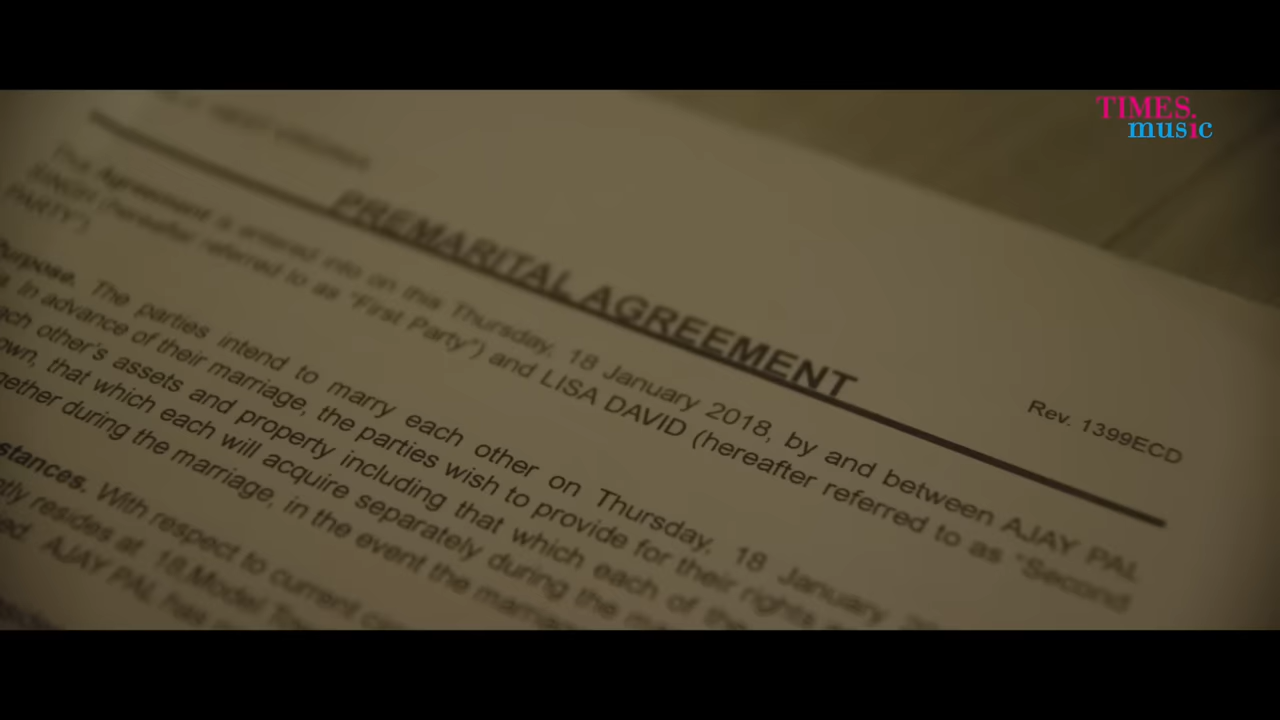 TIMES.
music
PREMARITAL AGREEMENT
Rev. 1399ECD
This Agreement is entered into on this Thursday, 18 January 2018, by and between AJAY PAL
SINGH (hereafter referred to as "First Party") and LISA DAVID (hereafter referred to as "Second
PARTY")
Purpose. The parties intend to marry each other on Thursday, 18 January
In advance of their marriage, the parties wish to provide for their rights
each other's assets and property including that which each of the
own, that which each will acquire separately during the
together during the marriage, in the event the marriage
With respect to current
resides at 18 Model
AJAY PAL has